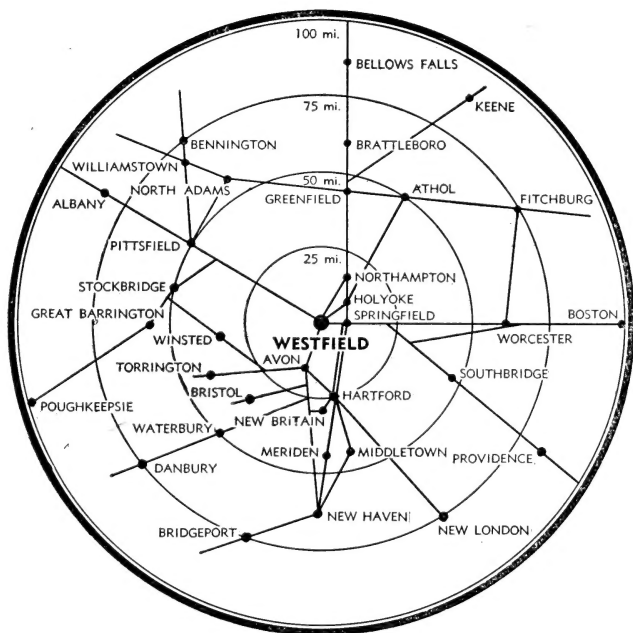 100 mi.
BELLOWS FALLS
75 mi.
KEENE
BENNINGTON
BRATTLEBORO
WILLIAMSTOWN
50 mi.
NORTH ADAMS
ATHOL
ALBANY
GREENFIELD
FITCHBURG
PITTSFIELD
25 mi.
NORTHAMPTON
STOCKBRIDGE
HOLYOKE
GREAT BARRINGTON
SPRINGFIELD
BOSTON
WINSTED
WESTFIELD
WORCESTER
AVON
TORRINGTON
SOUTHBRIDGE
BRISTOL
HARTFORD
POUGHKEEPSIE
NEW BRITAIN
WATERBURY
MERIDEN
MIDDLETOWN
PROVIDENCE
DANBURY
NEW HAVEN
NEW LONDON
BRIDGEPORT